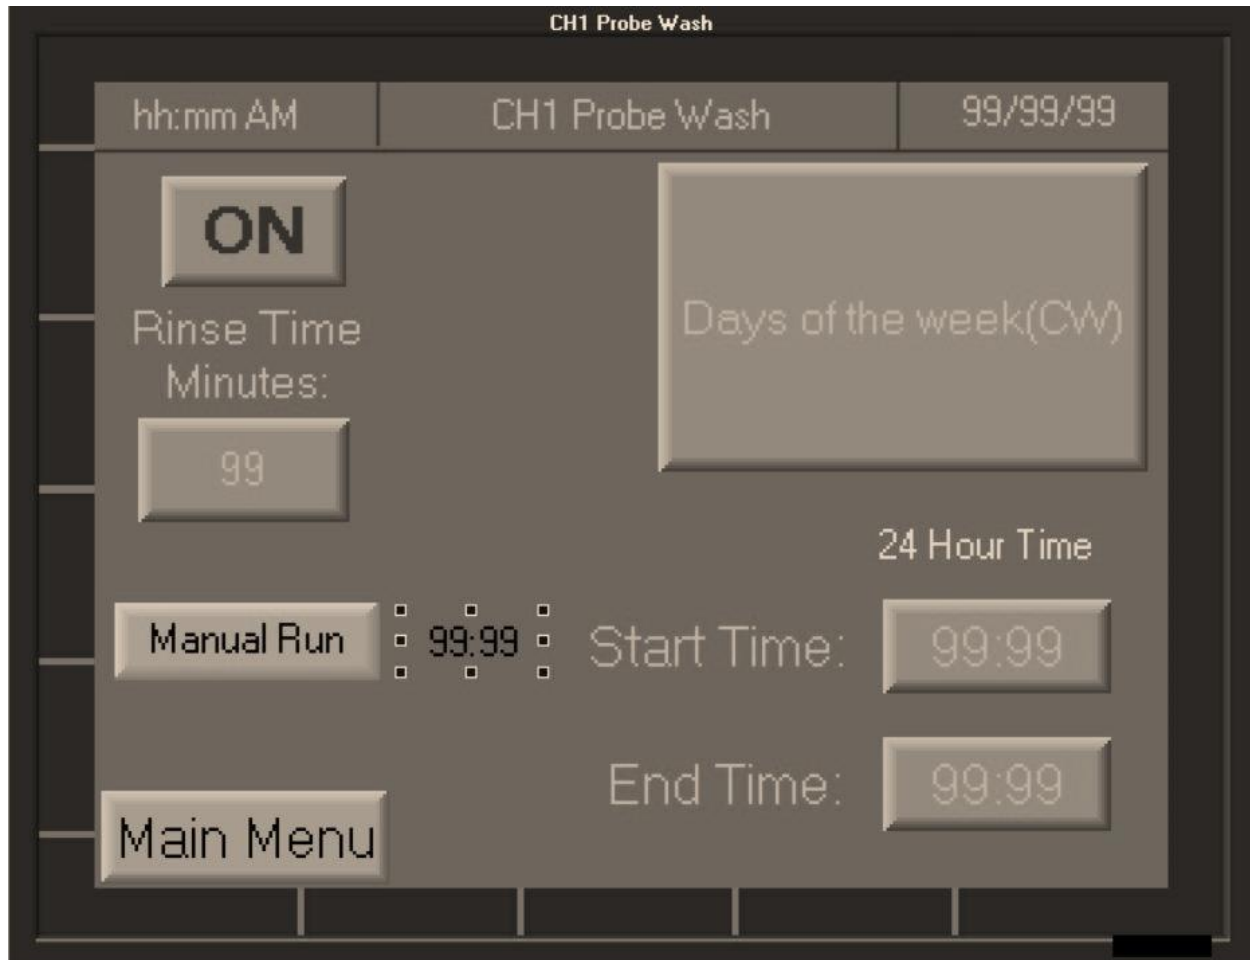 CH1 Probe Wash
hh:mm AM
CH1 Probe Wash
99/99/99
ON
Days of the week(CW)
Rinse Time
Minutes:
99
24 Hour Time
Manual Run
99:99
Start Time:
99:99
End Time:
99:99
Main Menu